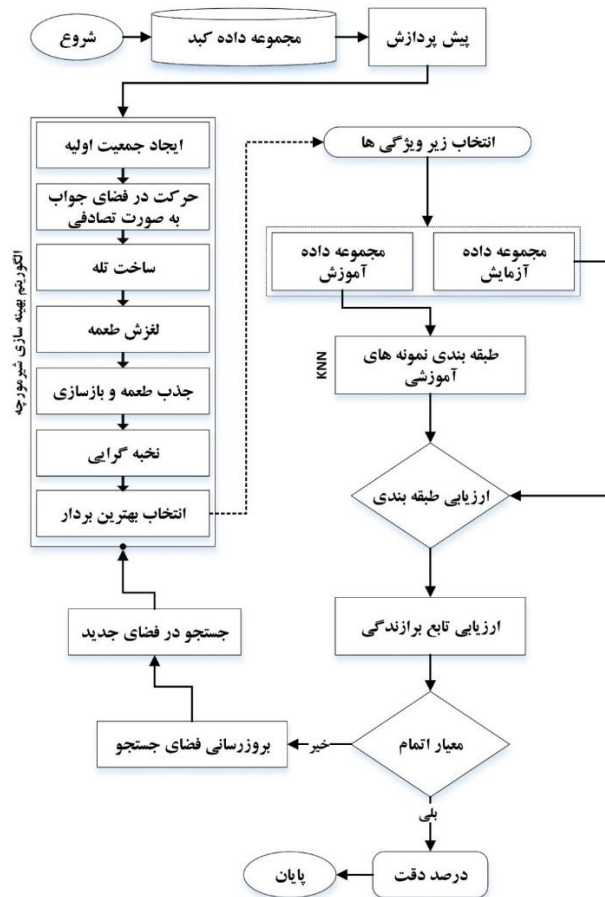 شروع
مجموعه داده کبد
پیش پردازش
الگوریتم بهینه سازی شیرمورچه
ایجاد جمعیت اولیه
حرکت در فضای جواب
به صورت تصادفی
ساخت تله
لغزش طعمه
جذب طعمه و بازسازی
نخبه گرایی
انتخاب بهترین بردار
انتخاب زیر ویژگی ها
مجموعه داده
آموزش
مجموعه داده
آزمایش
KNN
طبقه بندی نمونه های
آموزشی
ارزیابی طبقه بندی
ارزیابی تابع برازندگی
معیار اتمام
خیر
بروزرسانی فضای جستجو
جستجو در فضای جدید
بلی
درصد دقت
پایان